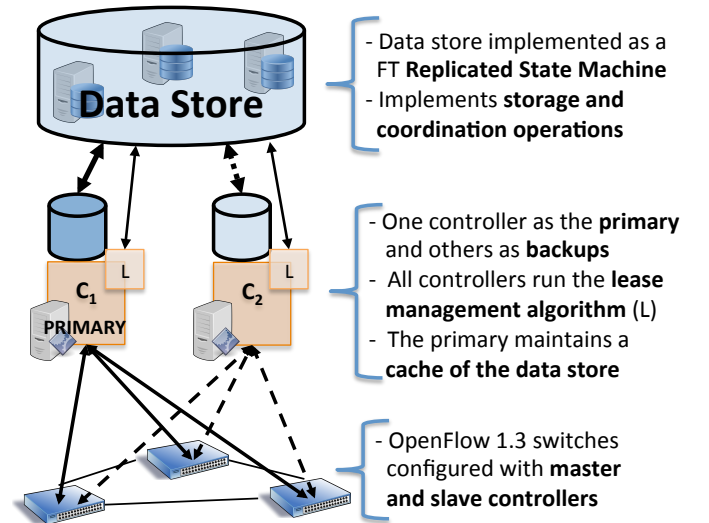 Data Store
- Data store implemented as a
FT Replicated State Machine
- Implements storage and
coordination operations
L
C1
PRIMARY
L
C2
- One controller as the primary
and others as backups
- All controllers run the lease
management algorithm (L)
- The primary maintains a
cache of the data store
- OpenFlow 1.3 switches
configured with master
and slave controllers